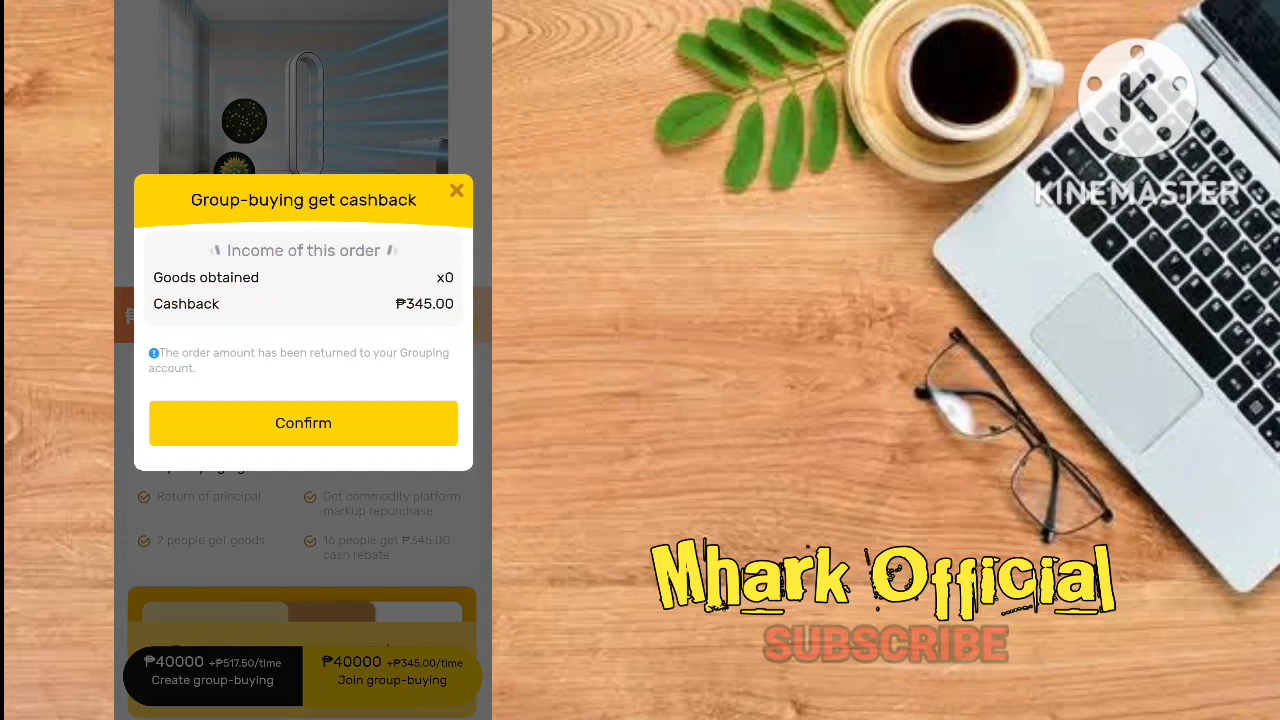 Group-buying get cashback
Income of this order
Goods obtained x0
Cashback ₱345.00
The order amount has been returned to your GroupIng
account.
Confirm
Return of principal
Get commodity platform
markup repurchase
2 people get goods
16 people get ₱345.00
cash rebate
₱40000 +₱517.50/time
Create group-buying
₱40000 +₱345.00/time
Join group-buying
K
KINEMASTER
Mhark Official
SUBSCRIBE